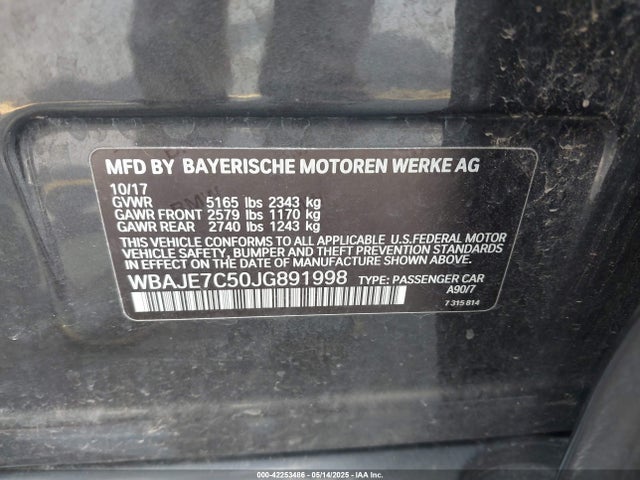 MFD BY BAYERISCHE MOTOREN WERKE AG
10/17
GVWR 5165 lbs 2343 kg
GAWR FRONT 2579 lbs 1170 kg
GAWR REAR 2740 lbs 1243 kg
THIS VEHICLE CONFORMS TO ALL APPLICABLE U.S.FEDERAL MOTOR
VEHICLE SAFETY, BUMPER, AND THEFT PREVENTION STANDARDS
IN EFFECT ON THE DATE OF MANUFACTURE SHOWN ABOVE.
WBAJE7C50JG891998 TYPE: PASSENGER CAR
A90/7
7 315 814
000-42253486 - 05/14/2025 - IAA Inc.